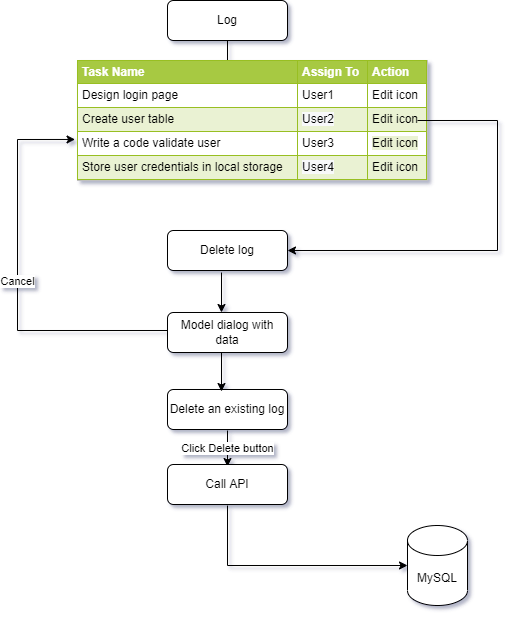 Log
Task Name Assign To Action
Design login page User1 Edit icon
Create user table User2 Edit icon
Write a code validate user User3 Edit icon
Store user credentials in local storage User4 Edit icon
Delete log
Cancel
Model dialog with
data
Delete an existing log
Click Delete button
Call API
MySQL